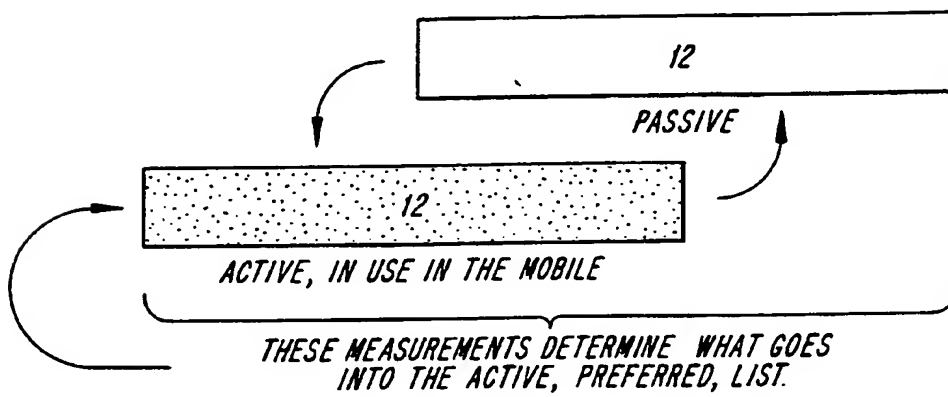 12
PASSIVE
12
ACTIVE, IN USE IN THE MOBILE
THESE MEASUREMENTS DETERMINE WHAT GOES
INTO THE ACTIVE, PREFERRED, LIST.